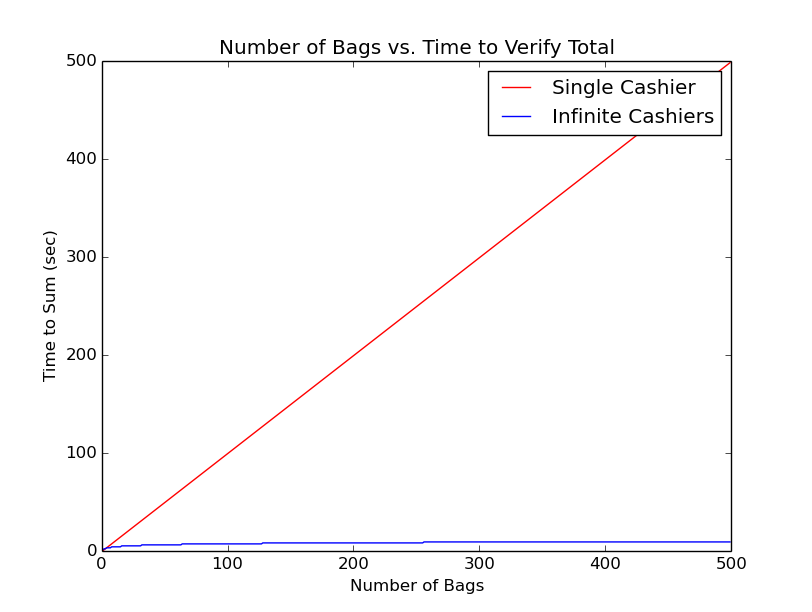 Number of Bags vs. Time to Verify Total
500
400
300
200
100
0
Time to Sum (sec)
Single Cashier
Infinite Cashiers
0 100 200 300 400 500
Number of Bags